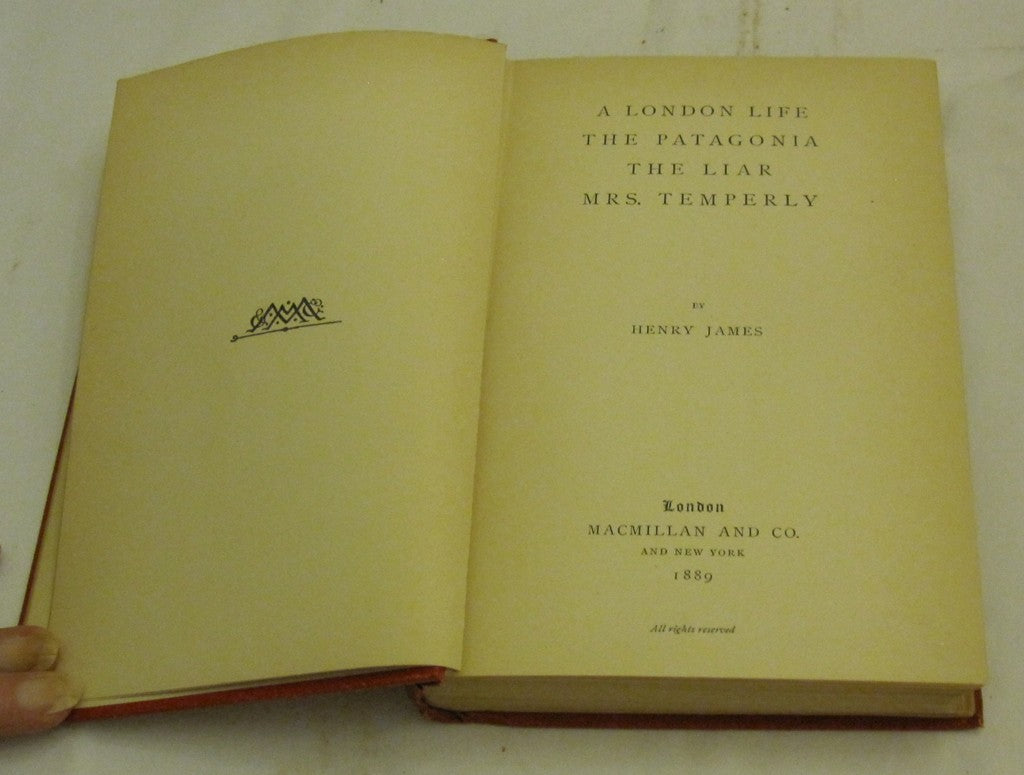 A LONDON LIFE
THE PATAGONIA
THE LIAR
MRS. TEMPERLY
BY
HENRY JAMES
London
MACMILLAN AND CO.
AND NEW YORK
1889
All rights reserved